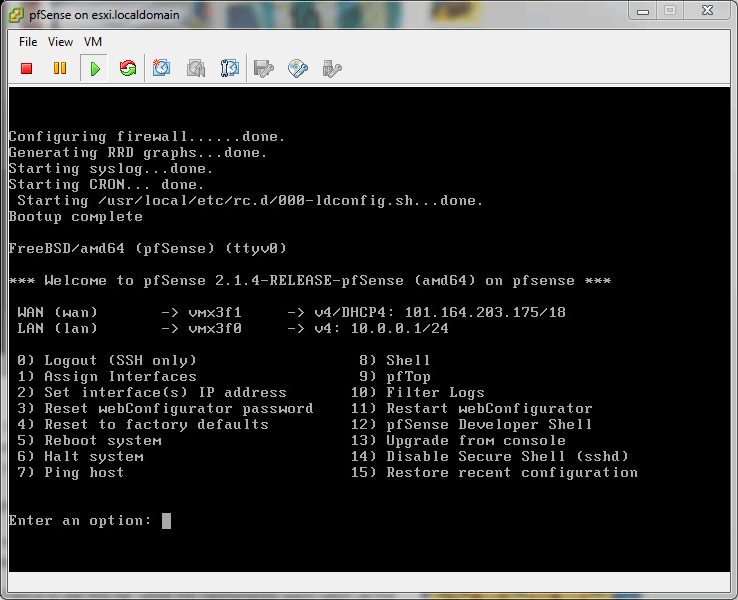 pfSense on esxi.localdomain
File View VM
Configuring firewall......done.
Generating RRD graphs...done.
Starting syslog...done.
Starting CRON... done.
Starting /usr/local/etc/rc.d/000-ldconfig.sh...done.
Bootup complete
FreeBSD/amd64 (pfSense) (ttyv0)
*** Welcome to pfSense 2.1.4-RELEASE-pfSense (amd64) on pfsense ***
WAN (wan) -> vmx3f1 -> v4/DHCP4: 101.164.203.175/18
LAN (lan) -> vmx3f0 -> v4: 10.0.0.1/24
0) Logout (SSH only) 8) Shell
1) Assign Interfaces 9) pfTop
2) Set interface(s) IP address 10) Filter Logs
3) Reset webConfigurator password 11) Restart webConfigurator
4) Reset to factory defaults 12) pfSense Developer Shell
5) Reboot system 13) Upgrade from console
6) Halt system 14) Disable Secure Shell (sshd)
7) Ping host 15) Restore recent configuration
Enter an option: